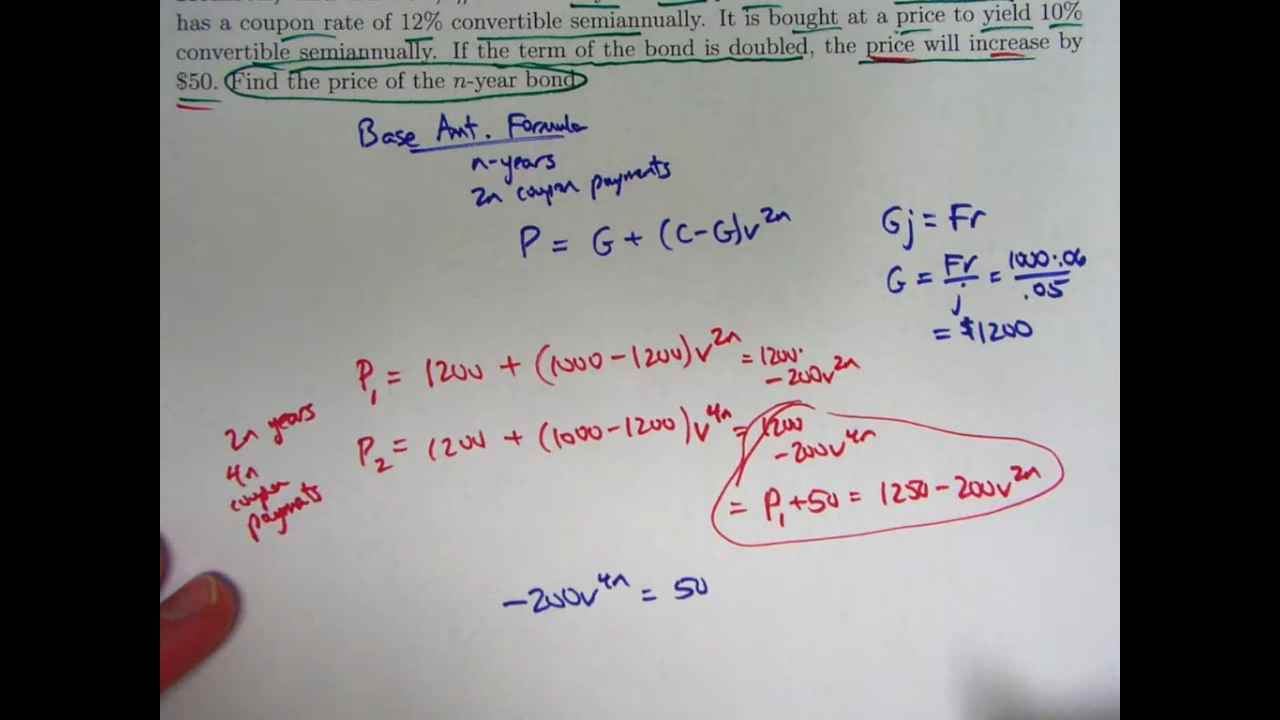 has a coupon rate of 12% convertible semiannually. It is bought at a price to yield 10%
convertible semiannually. If the term of the bond is doubled, the price will increase by
$50. Find the price of the n-year bond
Base Amt. Formula
n-years
2n coupon payments
P = G + (C-G)v^2n
Gj = Fr
G = Fr/j = 1000·.06/.05
= $1200
P₁ = 1200 + (1000 - 1200)v^2n = 1200
- 200v^2n
2n years
4n
coupon
payments
P₂ = 1200 + (1000 - 1200)v^4n = 1200
- 200v^4n
= P₁ + 50 = 1250 - 200v^2n
- 200v^4n = 50